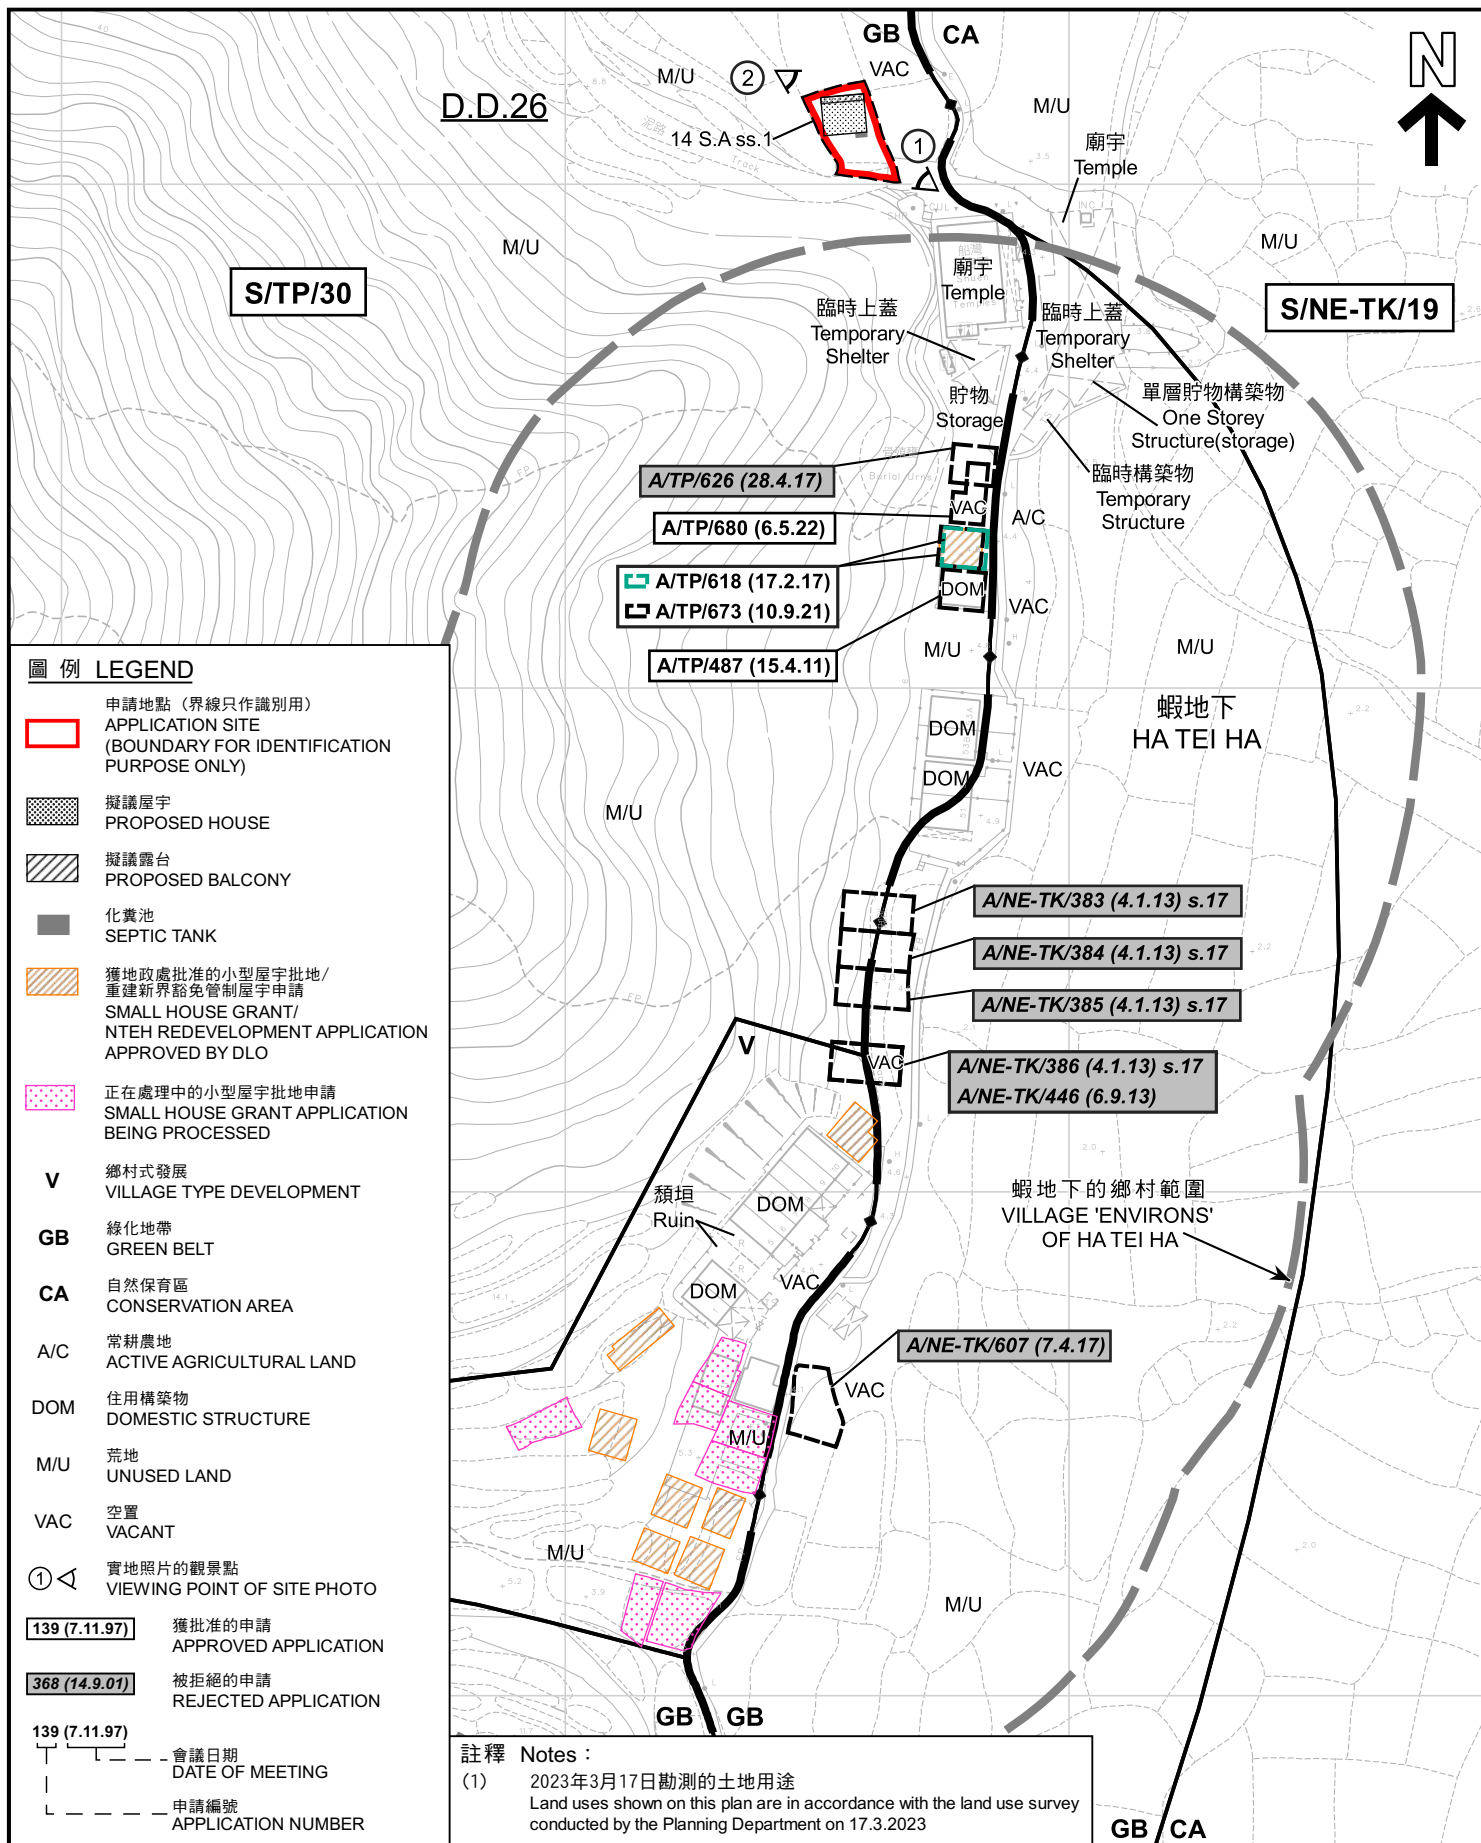 GB CA
D.D.26
M/U
②
VAC
M/U
N
14 S.A ss.1
①
廟宇
Temple
泥路
Track
M/U
M/U
S/TP/30
S/NE-TK/19
廟宇
Temple
臨時上蓋
Temporary
Shelter
臨時上蓋
Temporary
Shelter
貯物
Storage
單層貯物構築物
One Storey
Structure(storage)
臨時構築物
Temporary
Structure
Burial Urns
FP
A/TP/626 (28.4.17)
VAC
A/C
A/TP/680 (6.5.22)
A/TP/618 (17.2.17)
A/TP/673 (10.9.21)
DOM
VAC
M/U
M/U
A/TP/487 (15.4.11)
蝦地下
HA TEI HA
DOM
DOM
VAC
M/U
A/NE-TK/383 (4.1.13) s.17
A/NE-TK/384 (4.1.13) s.17
A/NE-TK/385 (4.1.13) s.17
FP
V
VAC
A/NE-TK/386 (4.1.13) s.17
A/NE-TK/446 (6.9.13)
頹垣
Ruin
DOM
DOM
VAC
蝦地下的鄉村範圍
VILLAGE 'ENVIRONS'
OF HA TEI HA
A/NE-TK/607 (7.4.17)
VAC
M/U
M/U
M/U
GB GB
GB CA
圖 例 LEGEND
申請地點（界線只作識別用）
APPLICATION SITE
(BOUNDARY FOR IDENTIFICATION
PURPOSE ONLY)
擬議屋宇
PROPOSED HOUSE
擬議露台
PROPOSED BALCONY
化糞池
SEPTIC TANK
獲地政處批准的小型屋宇批地/
重建新界豁免管制屋宇申請
SMALL HOUSE GRANT/
NTEH REDEVELOPMENT APPLICATION
APPROVED BY DLO
正在處理中的小型屋宇批地申請
SMALL HOUSE GRANT APPLICATION
BEING PROCESSED
V 鄉村式發展
VILLAGE TYPE DEVELOPMENT
GB 綠化地帶
GREEN BELT
CA 自然保育區
CONSERVATION AREA
A/C 常耕農地
ACTIVE AGRICULTURAL LAND
DOM 住用構築物
DOMESTIC STRUCTURE
M/U 荒地
UNUSED LAND
VAC 空置
VACANT
① 實地照片的觀景點
VIEWING POINT OF SITE PHOTO
139 (7.11.97) 獲批准的申請
APPROVED APPLICATION
368 (14.9.01) 被拒絕的申請
REJECTED APPLICATION
139 (7.11.97)
會議日期
DATE OF MEETING
申請編號
APPLICATION NUMBER
註釋 Notes :
(1) 2023年3月17日勘測的土地用途
Land uses shown on this plan are in accordance with the land use survey
conducted by the Planning Department on 17.3.2023